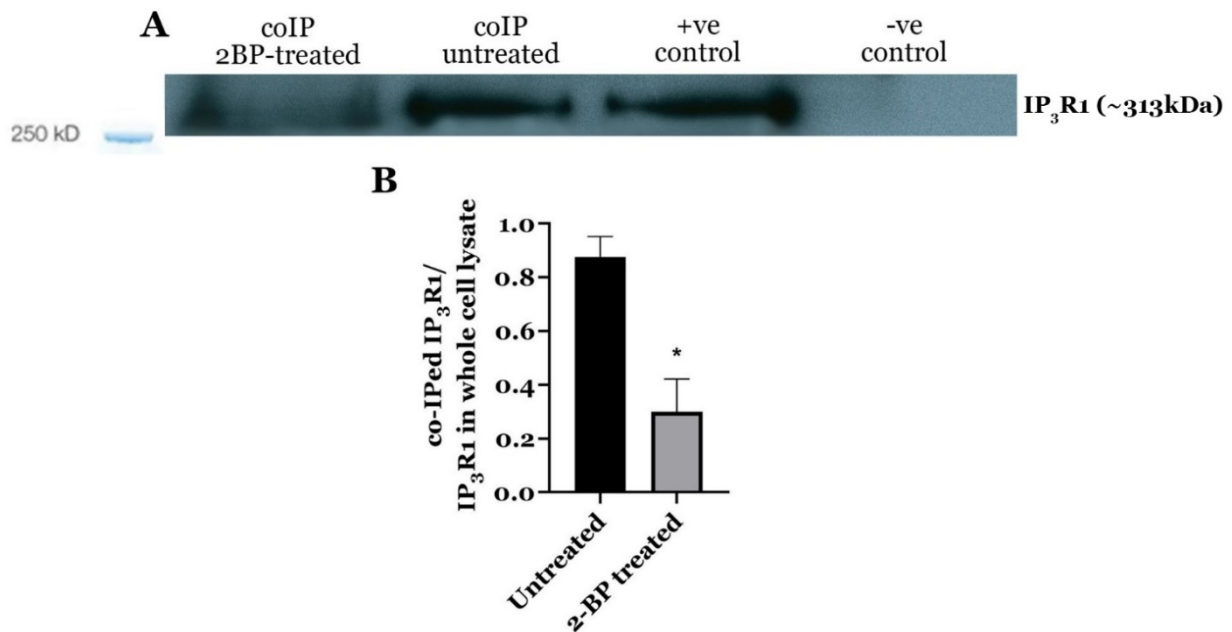 A
coIP
2BP-treated
coIP
untreated
+ve
control
-ve
control
250 kD
IP3R1 (~313kDa)
B
co-IPed IP3R1/
IP3R1 in whole cell lysate
1.0
0.8
0.6
0.4
0.2
0.0
*
Untreated
2-BP treated